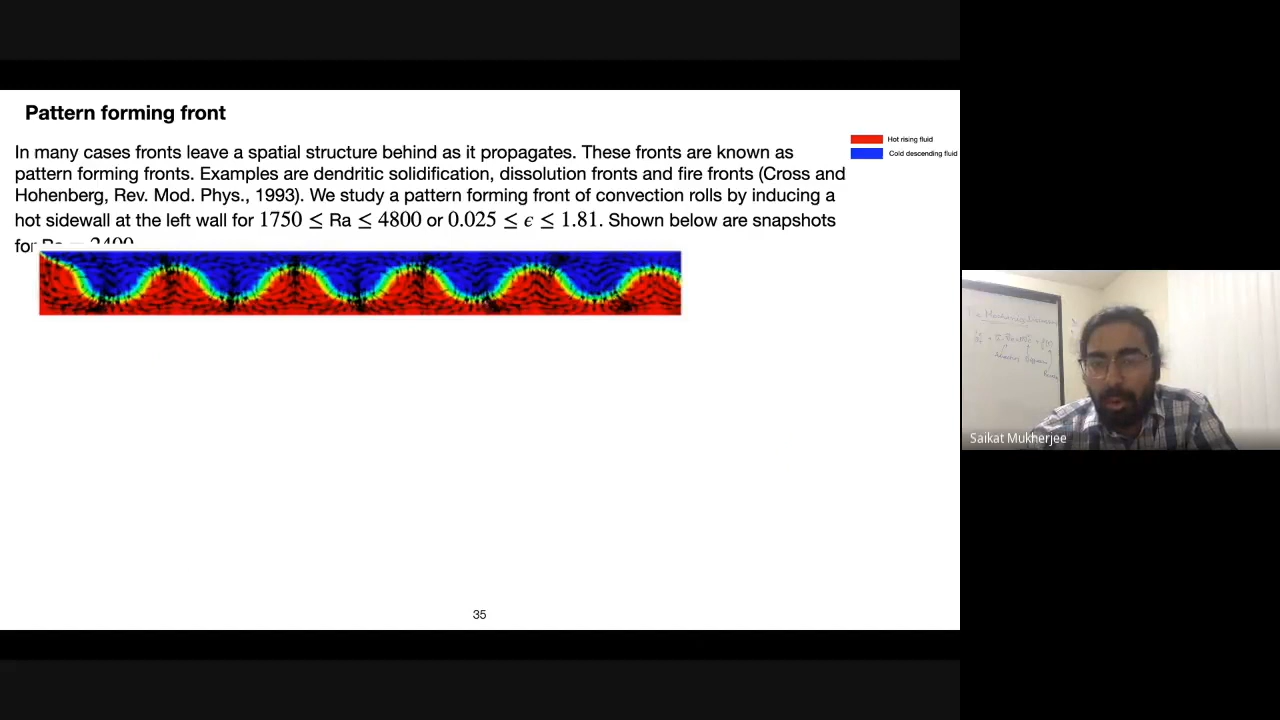 Pattern forming front
Hot rising fluid
Cold descending fluid
In many cases fronts leave a spatial structure behind as it propagates. These fronts are known as
pattern forming fronts. Examples are dendritic solidification, dissolution fronts and fire fronts (Cross and
Hohenberg, Rev. Mod. Phys., 1993). We study a pattern forming front of convection rolls by inducing a
hot sidewall at the left wall for 1750 ≤ Ra ≤ 4800 or 0.025 ≤ ϵ ≤ 1.81. Shown below are snapshots
for Ra = 2400
35
Saikat Mukherjee